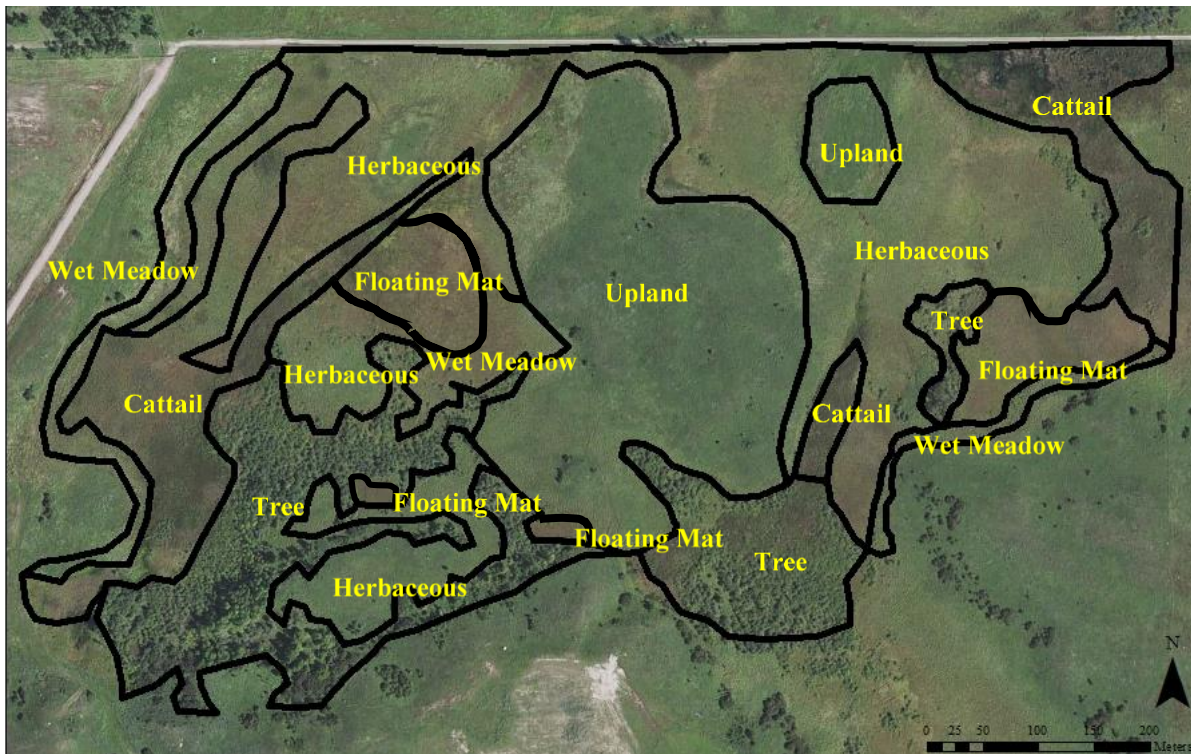 Cattail
Upland
Herbaceous
Herbaceous
Wet Meadow
Floating Mat
Upland
Tree
Wet Meadow
Herbaceous
Floating Mat
Cattail
Cattail
Wet Meadow
Tree
Floating Mat
Floating Mat
Tree
Herbaceous
N
0 25 50 100 150 200
Meters